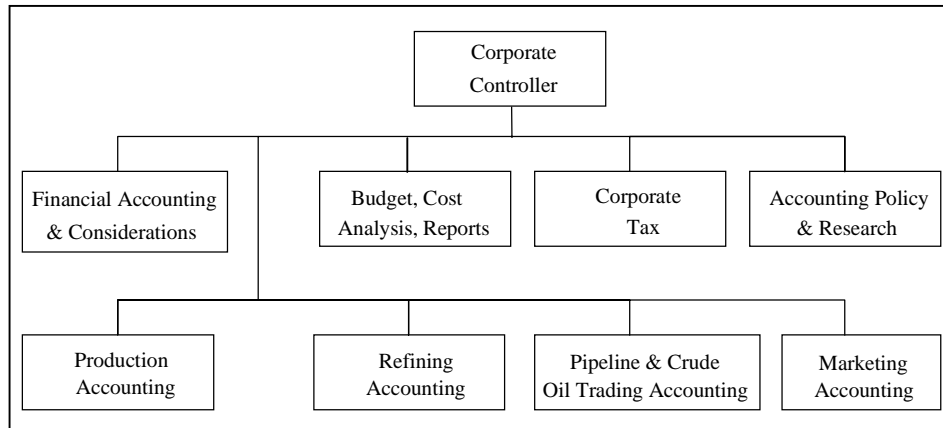 Corporate
Controller
Financial Accounting
& Considerations
Budget, Cost
Analysis, Reports
Corporate
Tax
Accounting Policy
& Research
Production
Accounting
Refining
Accounting
Pipeline & Crude
Oil Trading Accounting
Marketing
Accounting